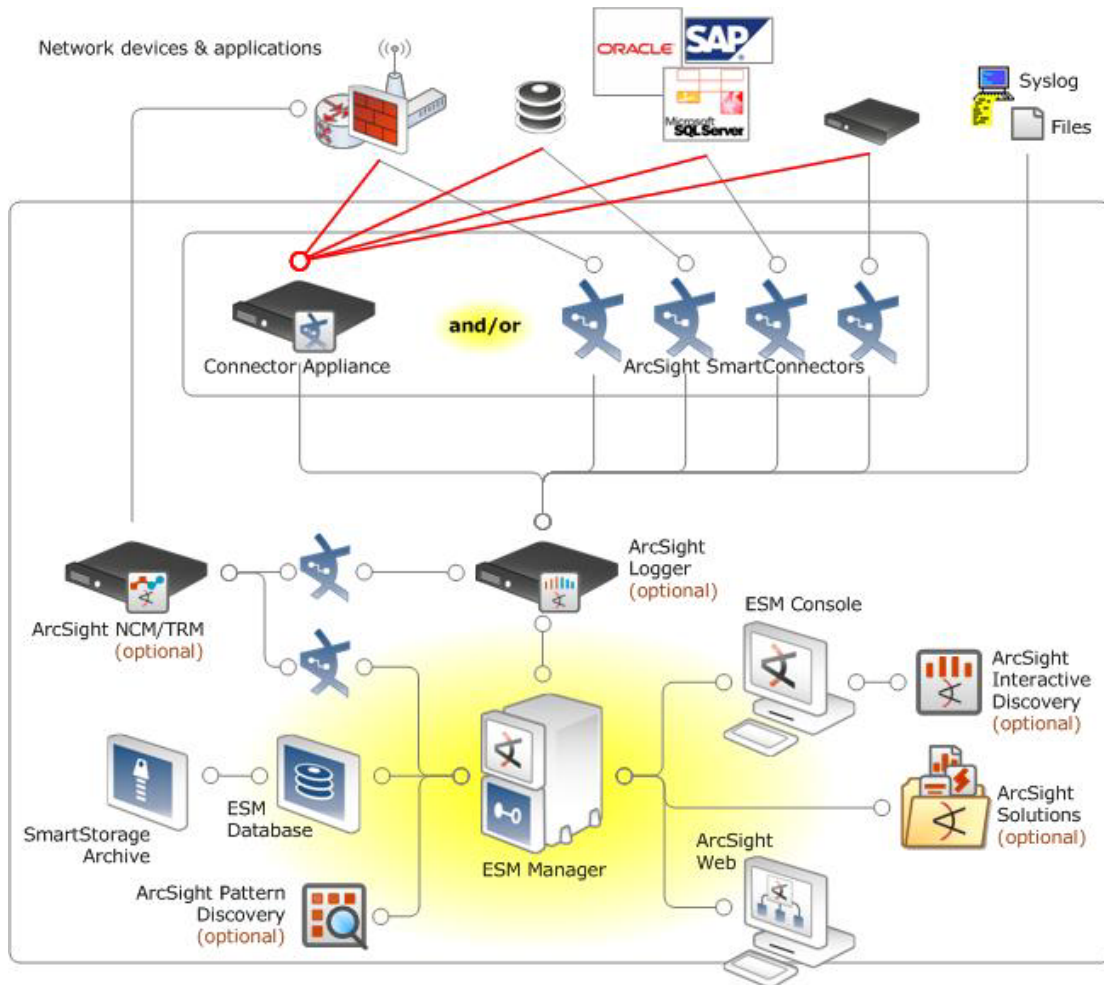 Network devices & applications
ORACLE
SAP
Microsoft
SQL Server
Syslog
Files
Connector Appliance
and/or
ArcSight SmartConnectors
ArcSight NCM/TRM
(optional)
ArcSight
Logger
(optional)
ESM Console
ArcSight
Interactive
Discovery
(optional)
SmartStorage
Archive
ESM
Database
ESM Manager
ArcSight
Solutions
(optional)
ArcSight
Web
ArcSight Pattern
Discovery
(optional)